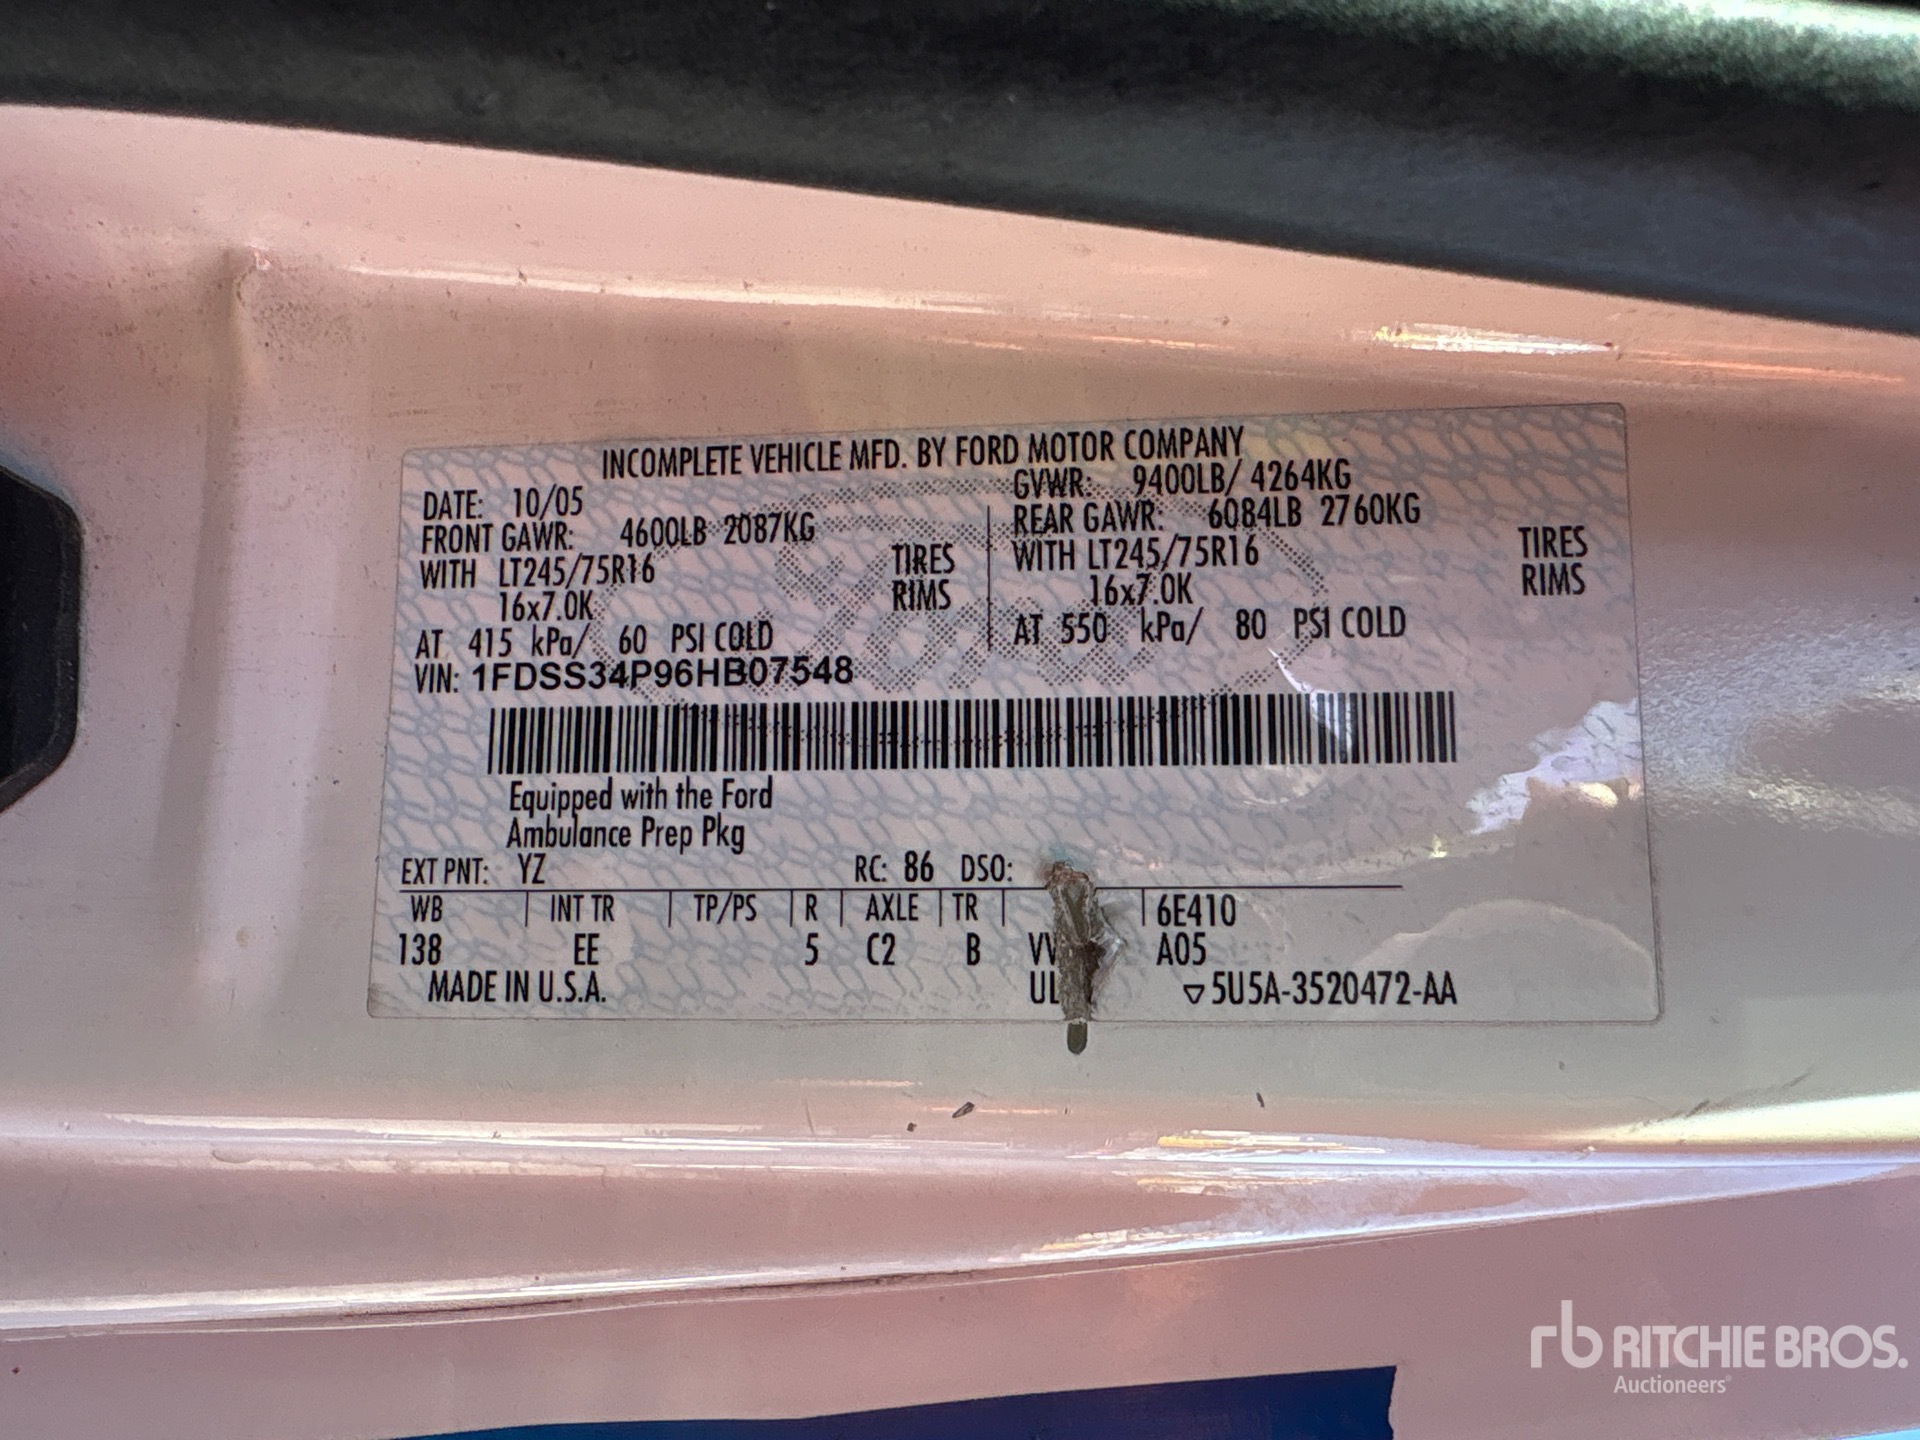 INCOMPLETE VEHICLE MFD. BY FORD MOTOR COMPANY
DATE: 10/05
GVWR: 9400LB/ 4264KG
FRONT GAWR: 4600LB 2087KG
REAR GAWR: 6084LB 2760KG
WITH LT245/75R16 TIRES
16x7.0K RIMS
WITH LT245/75R16 TIRES
16x7.0K RIMS
AT 415 kPa/ 60 PSI COLD
AT 550 kPa/ 80 PSI COLD
VIN: 1FDSS34P96HB07548
Equipped with the Ford
Ambulance Prep Pkg
EXT PNT: YZ RC: 86 DSO:
WB | INT TR | TP/PS | R | AXLE | TR | | 6E410
138 EE 5 C2 B A05
MADE IN U.S.A. ▽5U5A-3520472-AA
rb RITCHIE BROS.
Auctioneers